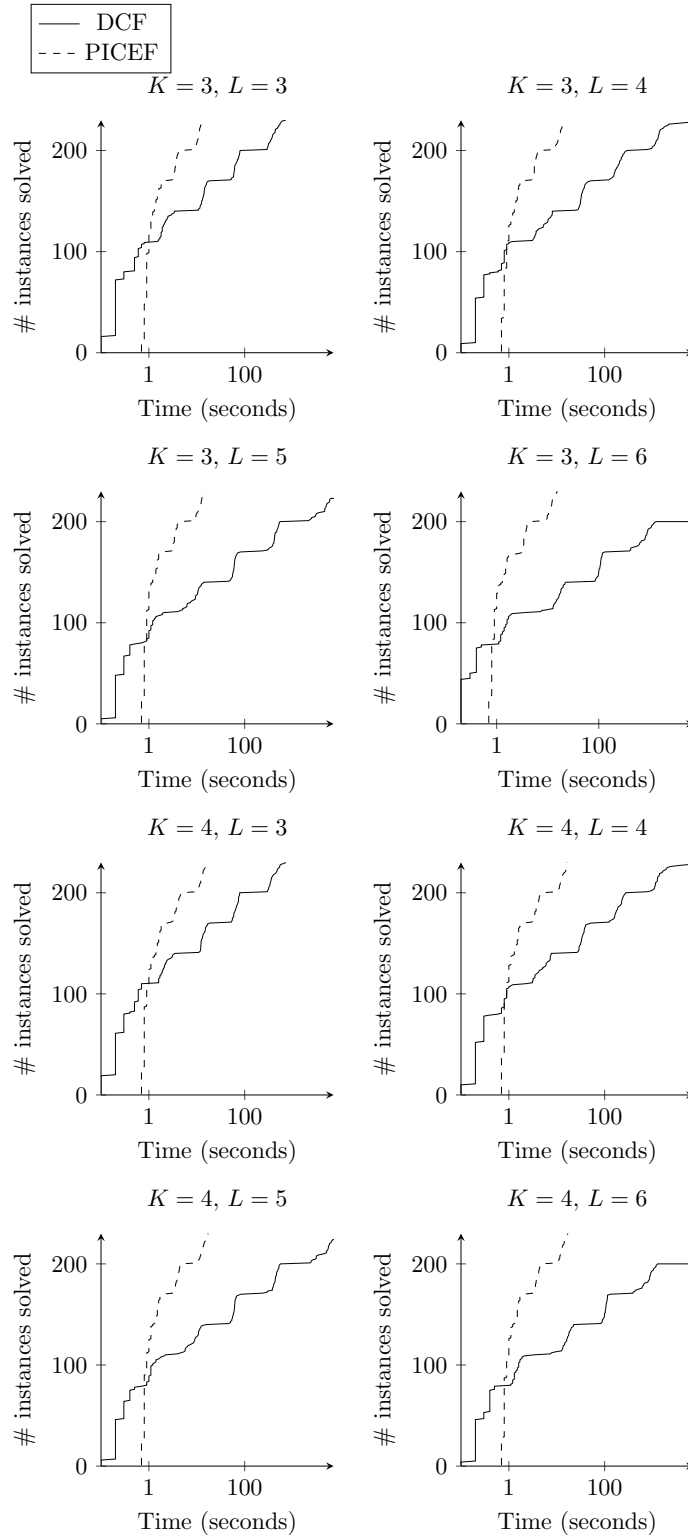 DCF
PICEF
K = 3, L = 3
# instances solved
200
100
0
1
100
Time (seconds)
K = 3, L = 4
# instances solved
200
100
0
1
100
Time (seconds)
K = 3, L = 5
# instances solved
200
100
0
1
100
Time (seconds)
K = 3, L = 6
# instances solved
200
100
0
1
100
Time (seconds)
K = 4, L = 3
# instances solved
200
100
0
1
100
Time (seconds)
K = 4, L = 4
# instances solved
200
100
0
1
100
Time (seconds)
K = 4, L = 5
# instances solved
200
100
0
1
100
Time (seconds)
K = 4, L = 6
# instances solved
200
100
0
1
100
Time (seconds)